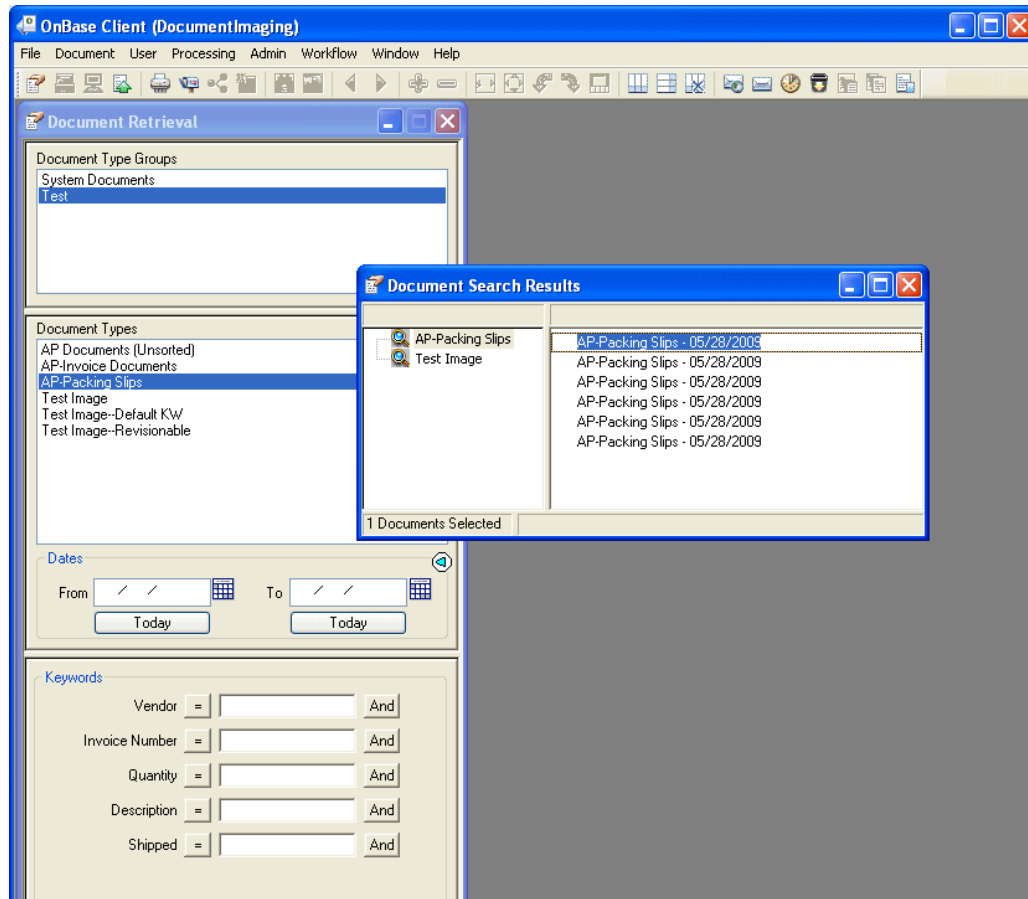 OnBase Client (DocumentImaging)
File Document User Processing Admin Workflow Window Help
Document Retrieval
Document Type Groups
System Documents
Test
Document Types
AP Documents (Unsorted)
AP-Invoice Documents
AP-Packing Slips
Test Image
Test Image--Default KW
Test Image--Revisionable
Dates
From / / To / /
Today Today
Keywords
Vendor = And
Invoice Number = And
Quantity = And
Description = And
Shipped = And
Document Search Results
AP-Packing Slips
Test Image
AP-Packing Slips - 05/28/2009
AP-Packing Slips - 05/28/2009
AP-Packing Slips - 05/28/2009
AP-Packing Slips - 05/28/2009
AP-Packing Slips - 05/28/2009
AP-Packing Slips - 05/28/2009
1 Documents Selected